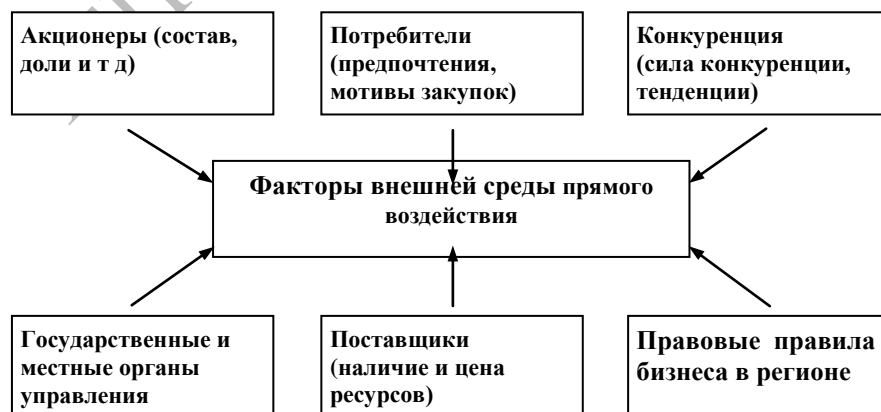 Акционеры (состав,
доли и т д)
Потребители
(предпочтения,
мотивы закупок)
Конкуренция
(сила конкуренции,
тенденции)
Факторы внешней среды прямого
воздействия
Государственные и
местные органы
управления
Поставщики
(наличие и цена
ресурсов)
Правовые правила
бизнеса в регионе